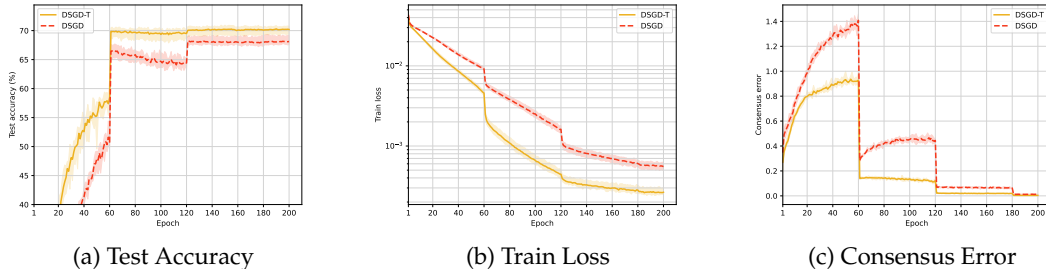 DSGD-T
DSGD
70
65
60
55
50
45
40
Test accuracy (%)
1 20 40 60 80 100 120 140 160 180 200
Epoch
(a) Test Accuracy
DSGD-T
DSGD
10⁻²
10⁻³
Train loss
1 20 40 60 80 100 120 140 160 180 200
Epoch
(b) Train Loss
DSGD-T
DSGD
1.4
1.2
1.0
0.8
0.6
0.4
0.2
0.0
Consensus error
1 20 40 60 80 100 120 140 160 180 200
Epoch
(c) Consensus Error